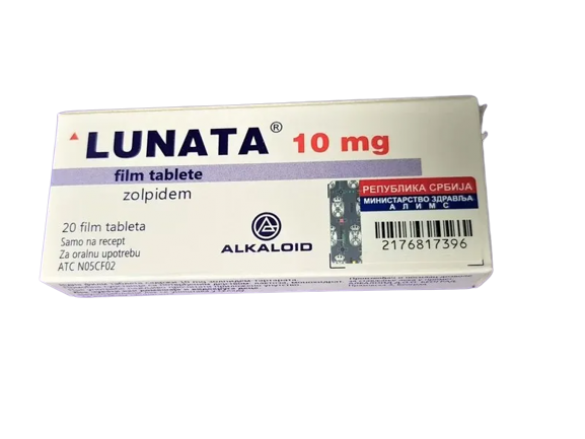 LUNATA® 10 mg
film tablete
zolpidem
20 film tableta
Samo na recept
Za oralnu upotrebu
ATC N05CF02
ALKALOID
РЕПУБЛИКА СРБИЈА
МИНИСТАРСТВО ЗДРАВЉА
АЛИМС
2176817396